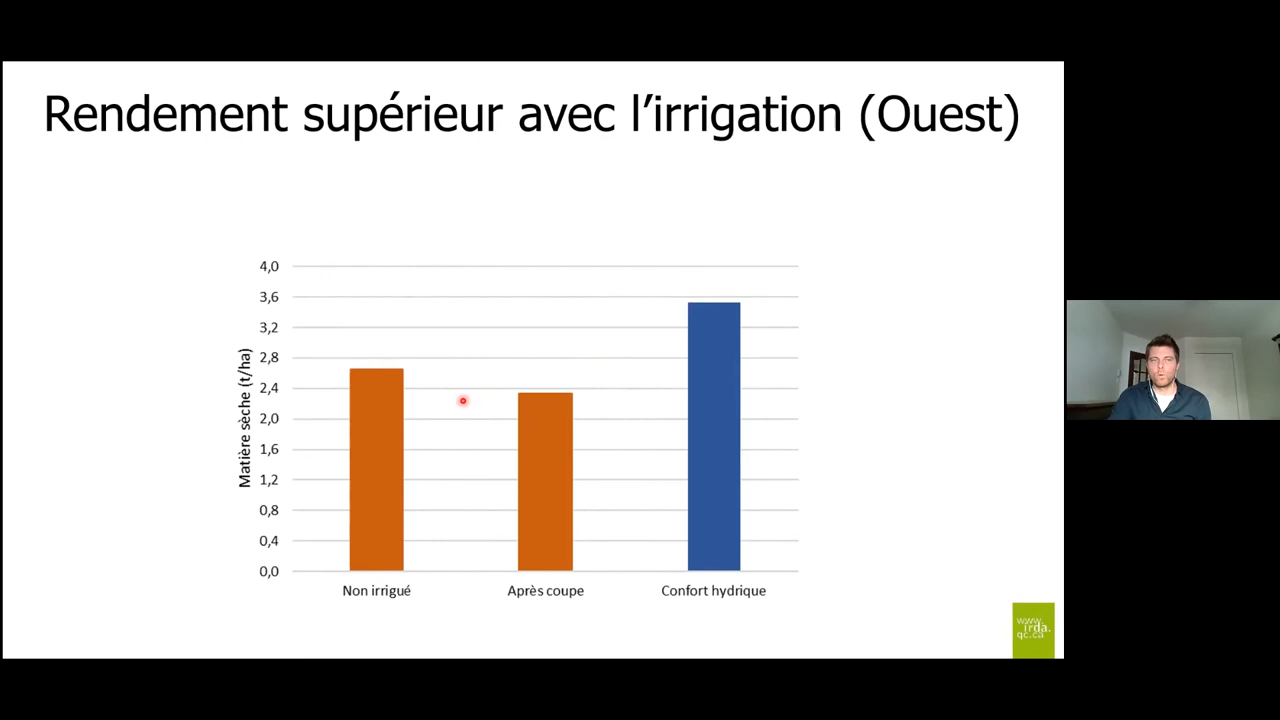 Rendement supérieur avec l’irrigation (Ouest)
4,0
3,6
3,2
2,8
2,4
2,0
1,6
1,2
0,8
0,4
0,0
Matière sèche (t/ha)
Non irrigué
Après coupe
Confort hydrique
www.
irda.
qc.ca